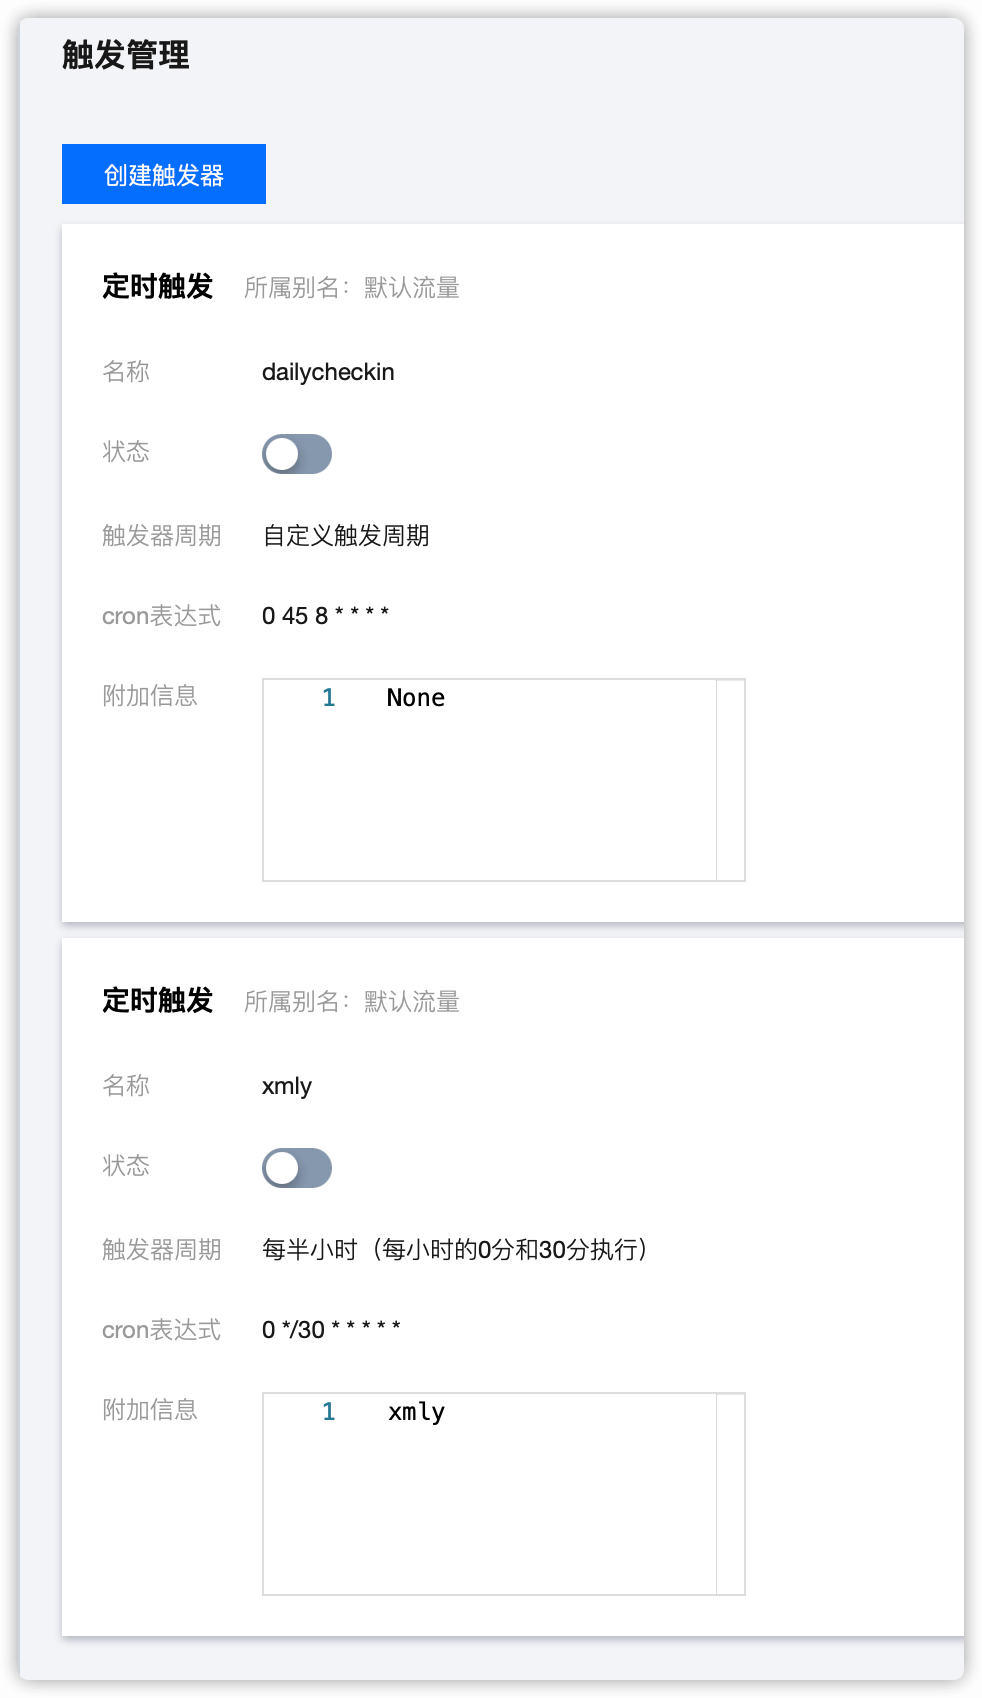 触发管理
创建触发器
定时触发 所属别名：默认流量
名称 dailycheckin
状态
触发器周期 自定义触发周期
cron表达式 0 45 8 * * * *
附加信息 1 None
定时触发 所属别名：默认流量
名称 xmly
状态
触发器周期 每半小时（每小时的0分和30分执行）
cron表达式 0 */30 * * * * *
附加信息 1 xmly